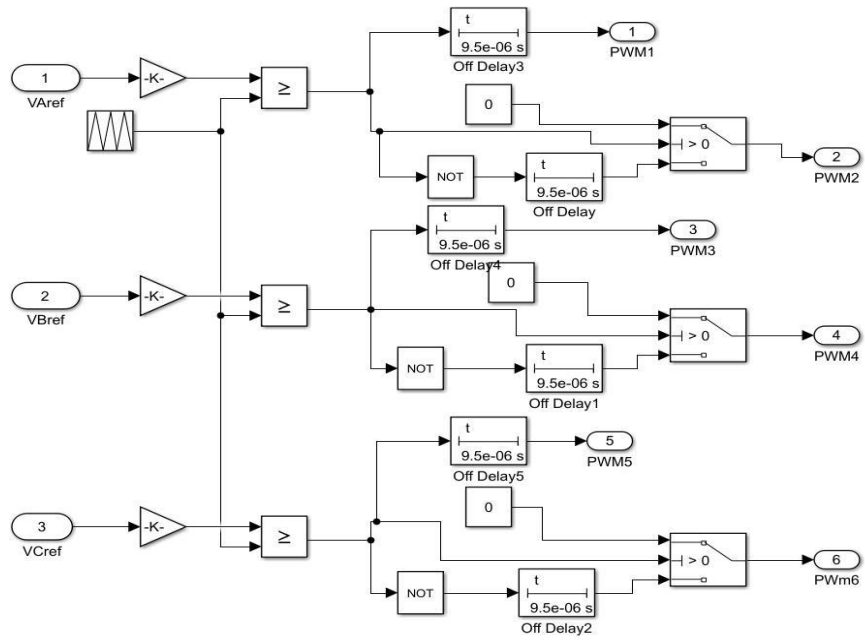 t
9.5e-06 s
Off Delay3
1
PWM1
1
VAref
-K-
≥
0
> 0
2
PWM2
NOT
t
9.5e-06 s
Off Delay
t
9.5e-06 s
Off Delay4
3
PWM3
2
VBref
-K-
≥
0
> 0
4
PWM4
NOT
t
9.5e-06 s
Off Delay1
t
9.5e-06 s
Off Delay5
5
PWM5
3
VCref
-K-
≥
0
> 0
6
PWm6
NOT
t
9.5e-06 s
Off Delay2